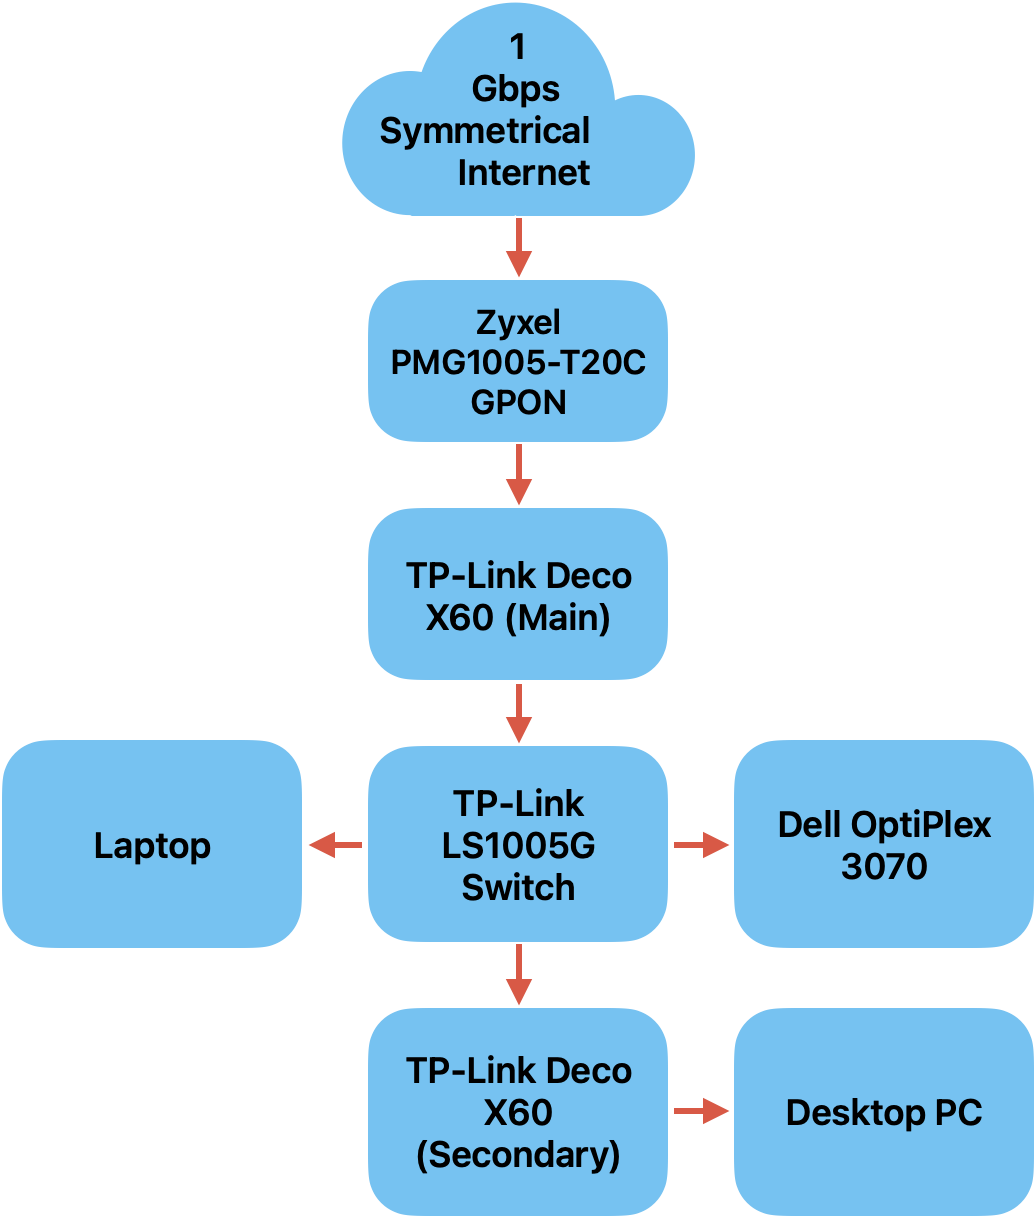 1
Gbps
Symmetrical
Internet
Zyxel
PMG1005-T20C
GPON
TP-Link Deco
X60 (Main)
Laptop
TP-Link
LS1005G
Switch
Dell OptiPlex
3070
TP-Link Deco
X60
(Secondary)
Desktop PC